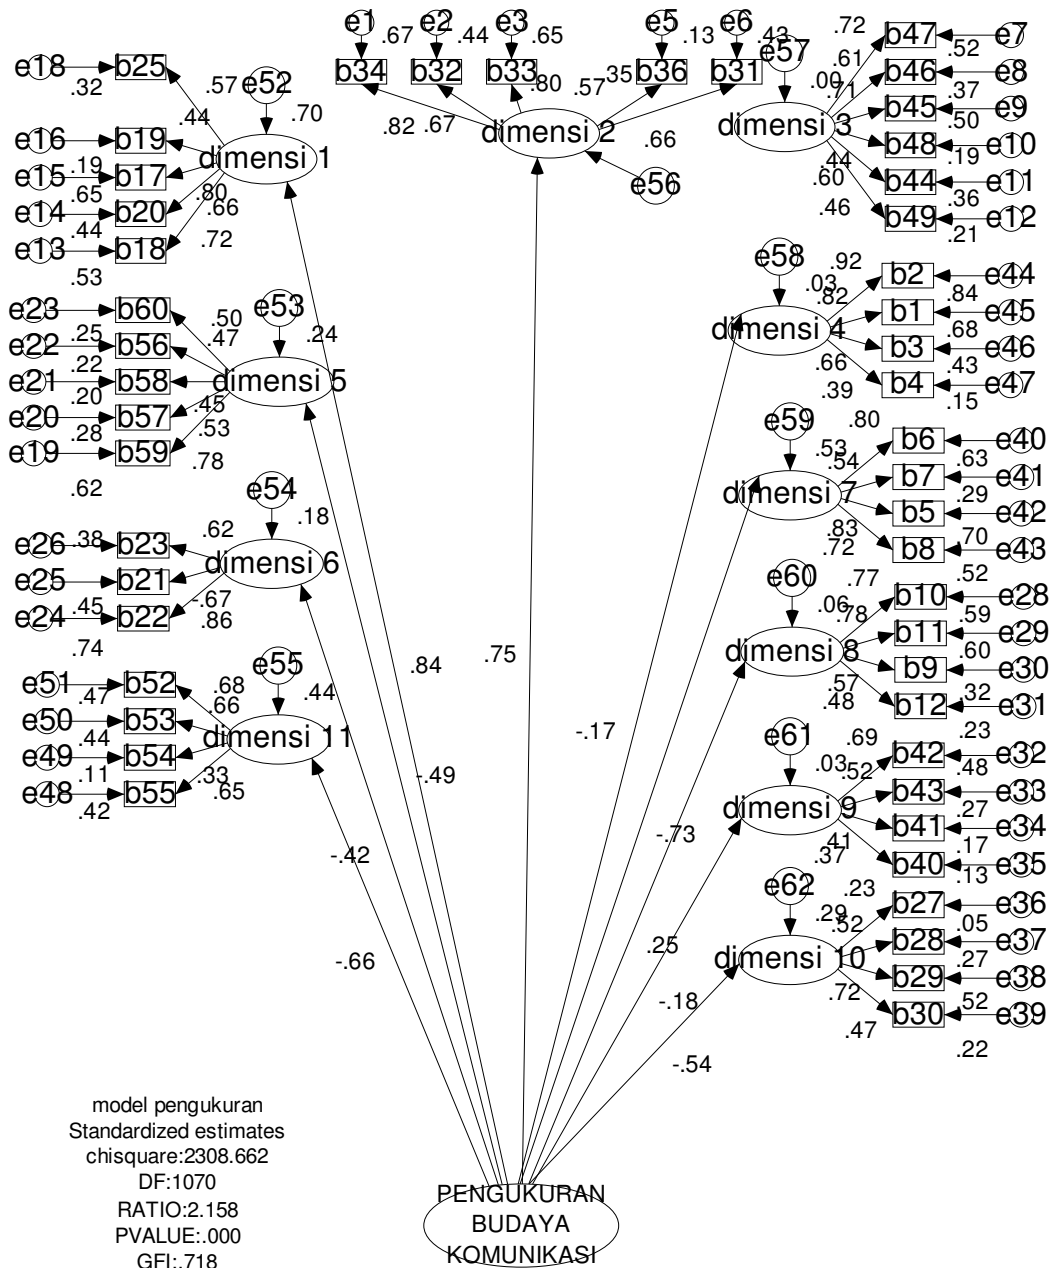 e1 e2 e3 e5 e6
.67 .44 .65 .13 .43 e57 .72 b47 e7
b34 b32 b33 b36 b31 .61 .52
e18 b25 .57 e52 .80 .57 .35 .00 .71 b46 e8
.32 .37
.44 .70 .82 .67 dimensi 2 .66 dimensi 3 b45 e9
.50
e16 b19 dimensi 1 b48 e10
.19 .44 .19
e15 b17 .80 e56 .60 b44 e11
.65 .66 .46 .36
e14 b20 b49 e12
.44 .72 .21
e13 b18 e58 .92 b2 e44
.53 .03 .82 .84
e23 b60 .50 e53 .24 dimensi 4 b1 e45
.25 .47 .68
e22 b56 .66 b3 e46
.22 .43
e21 b58 dimensi 5 .39 b4 e47
.20 .45 .15
e20 b57 .53 e59 .80 b6 e40
.28 .53 .54 .63
e19 b59 .78 b7 e41
.62 dimensi 7 .29
e54 .18 b5 e42
.62 .83 .70
e26 .38 b23 dimensi 6 .72 b8 e43
e25 b21 e60 .77 .52
.45 -.67 .06 .78 b10 e28
e24 b22 .86 .59
.74 b11 e29
e55 .84 .75 dimensi 8 .60
e51 b52 .68 .44 b9 e30
.47 .66 .57 .32
e50 b53 dimensi 11 .48 b12 e31
.44 -.17 .23
e49 b54 e61 .69 b42 e32
.11 .33 -.49 .03 .52 .48
e48 b55 .65 b43 e33
.42 dimensi 9 .27
-.42 -.73 .41 b41 e34
.37 .17
b40 e35
e62 .23 .13
.29 .52 b27 e36
.05
-.66 .25 dimensi 10 b28 e37
.27
-.18 .72 b29 e38
.47 .52
-.54 b30 e39
.22
model pengukuran
Standardized estimates
chisquare:2308.662
DF:1070
RATIO:2.158
PVALUE:.000
GFI:.718
PENGUKURAN
BUDAYA
KOMUNIKASI